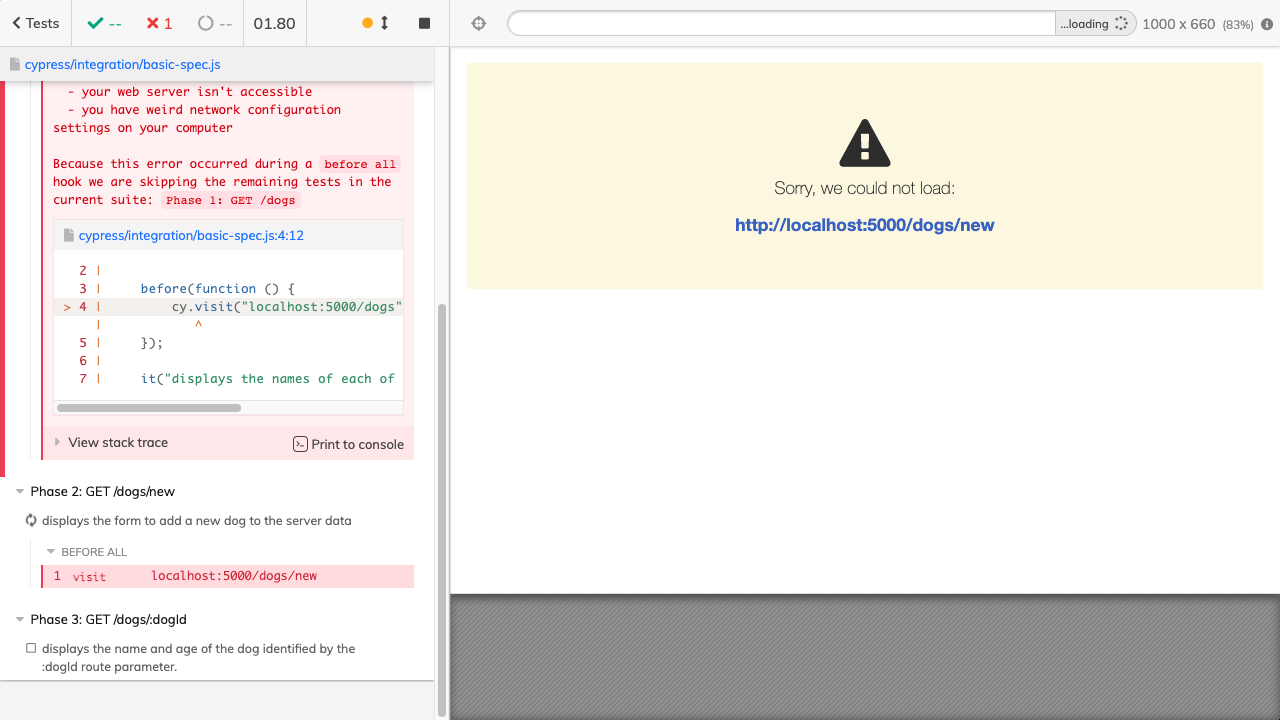 Tests
--
1
--
01.80
...loading
1000 x 660 (83%)
cypress/integration/basic-spec.js
- your web server isn't accessible
- you have weird network configuration
settings on your computer
Because this error occurred during a before all
hook we are skipping the remaining tests in the
current suite: Phase 1: GET /dogs
cypress/integration/basic-spec.js:4:12
2 |
3 | before(function () {
> 4 | cy.visit("localhost:5000/dogs"
| ^
5 | });
6 |
7 | it("displays the names of each of
View stack trace
Print to console
Phase 2: GET /dogs/new
displays the form to add a new dog to the server data
BEFORE ALL
1 visit localhost:5000/dogs/new
Phase 3: GET /dogs/:dogId
displays the name and age of the dog identified by the
:dogId route parameter.
Sorry, we could not load:
http://localhost:5000/dogs/new